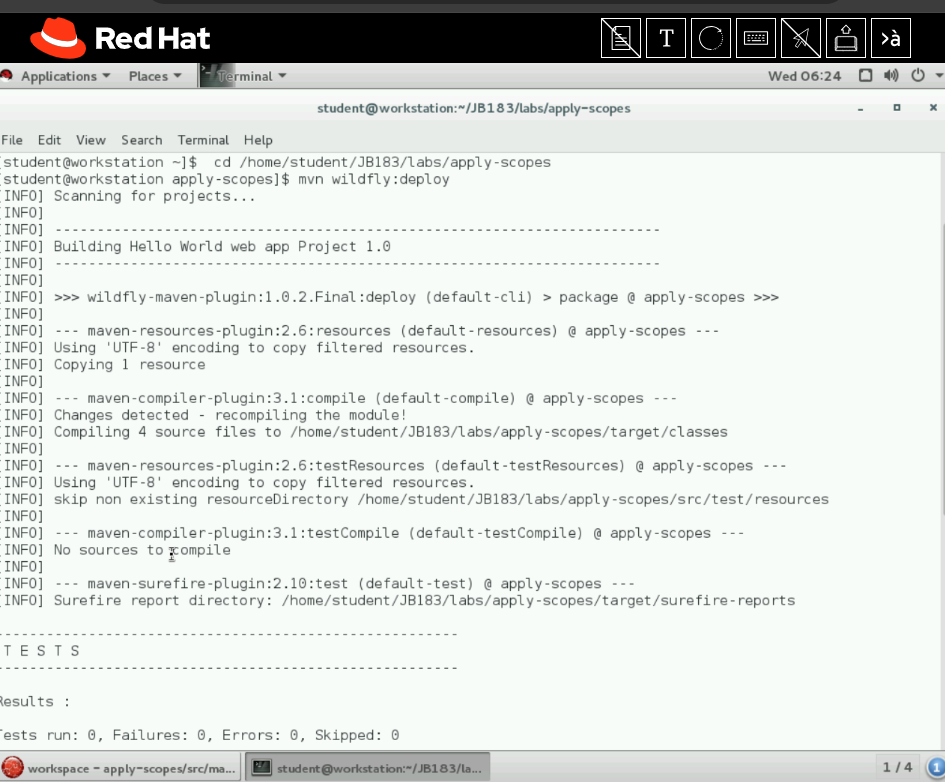 Red Hat
T
>à
Applications Places Terminal Wed 06:24
student@workstation:~/JB183/labs/apply-scopes
File Edit View Search Terminal Help
[student@workstation ~]$  cd /home/student/JB183/labs/apply-scopes
[student@workstation apply-scopes]$ mvn wildfly:deploy
[INFO] Scanning for projects...
[INFO]
[INFO] ------------------------------------------------------------------------
[INFO] Building Hello World web app Project 1.0
[INFO] ------------------------------------------------------------------------
[INFO]
[INFO] >>> wildfly-maven-plugin:1.0.2.Final:deploy (default-cli) > package @ apply-scopes >>>
[INFO]
[INFO] --- maven-resources-plugin:2.6:resources (default-resources) @ apply-scopes ---
[INFO] Using 'UTF-8' encoding to copy filtered resources.
[INFO] Copying 1 resource
[INFO]
[INFO] --- maven-compiler-plugin:3.1:compile (default-compile) @ apply-scopes ---
[INFO] Changes detected - recompiling the module!
[INFO] Compiling 4 source files to /home/student/JB183/labs/apply-scopes/target/classes
[INFO]
[INFO] --- maven-resources-plugin:2.6:testResources (default-testResources) @ apply-scopes ---
[INFO] Using 'UTF-8' encoding to copy filtered resources.
[INFO] skip non existing resourceDirectory /home/student/JB183/labs/apply-scopes/src/test/resources
[INFO]
[INFO] --- maven-compiler-plugin:3.1:testCompile (default-testCompile) @ apply-scopes ---
[INFO] No sources to compile
[INFO]
[INFO] --- maven-surefire-plugin:2.10:test (default-test) @ apply-scopes ---
[INFO] Surefire report directory: /home/student/JB183/labs/apply-scopes/target/surefire-reports
-------------------------------------------------------
T E S T S
-------------------------------------------------------
Results :
Tests run: 0, Failures: 0, Errors: 0, Skipped: 0
workspace - apply-scopes/src/ma... student@workstation:~/JB183/la... 1 / 4 1